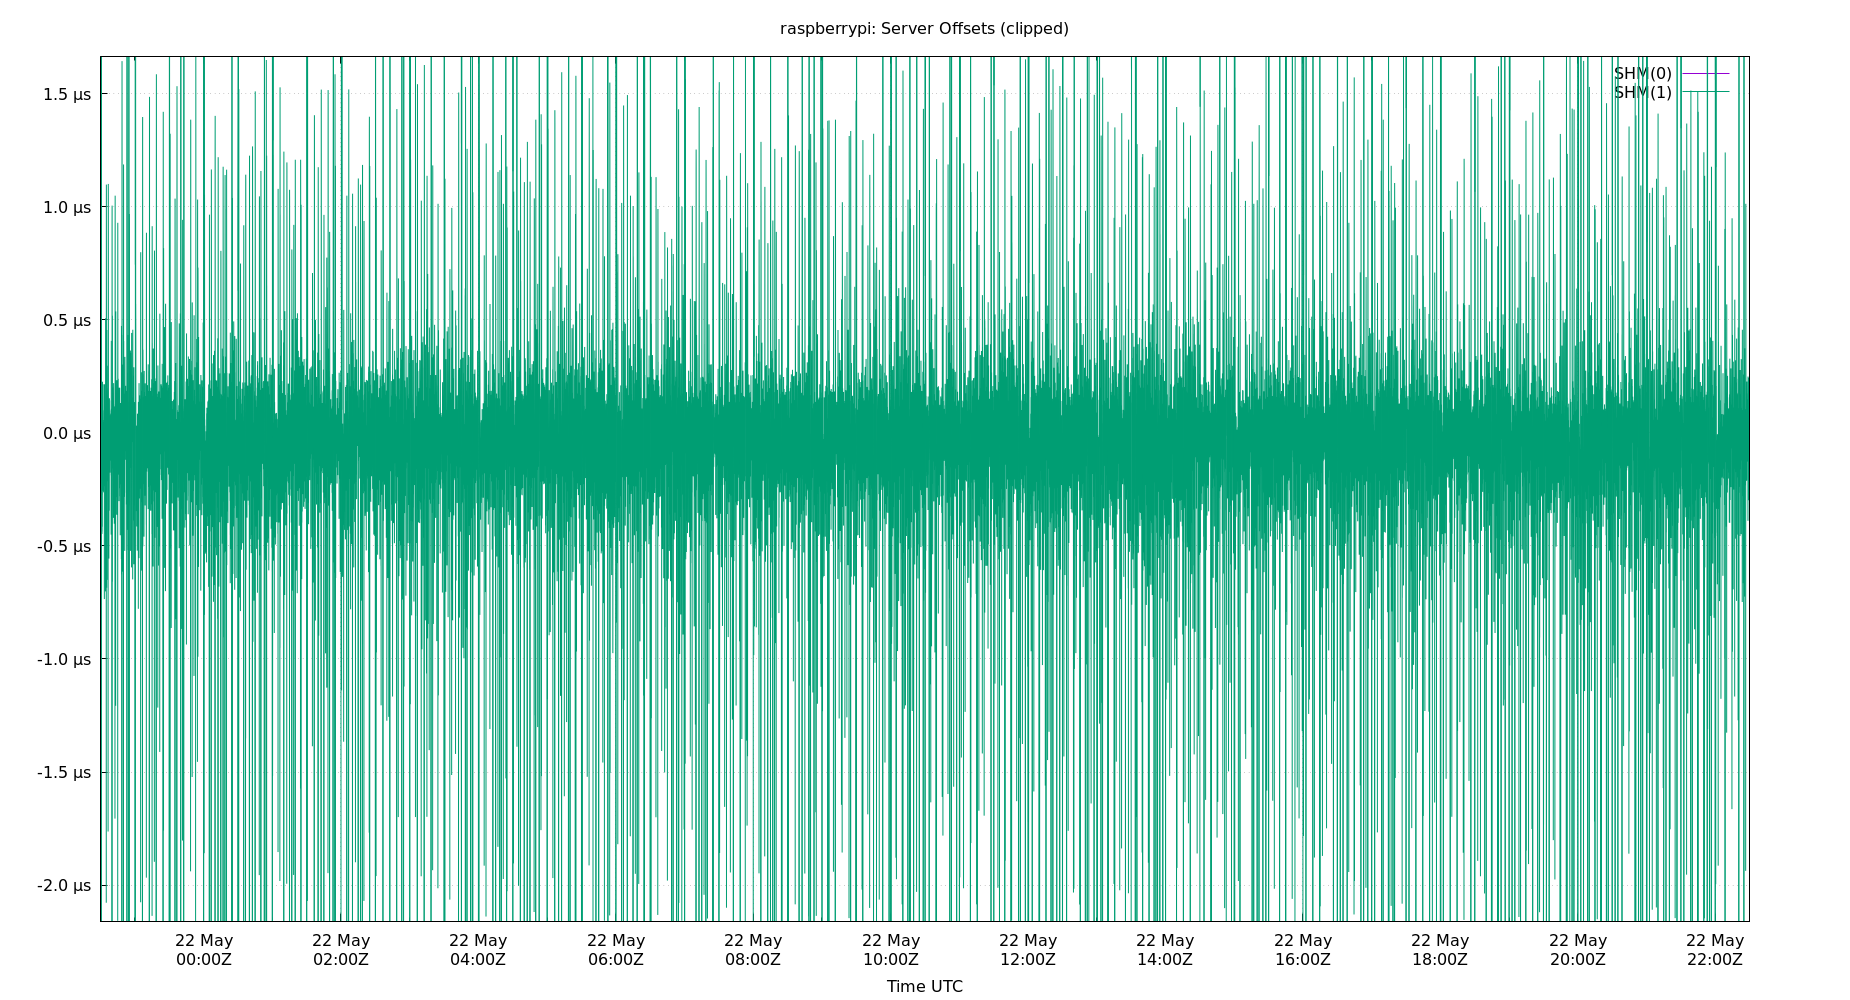 raspberrypi: Server Offsets (clipped)
SHM(0)
SHM(1)
1.5 µs
1.0 µs
0.5 µs
0.0 µs
-0.5 µs
-1.0 µs
-1.5 µs
-2.0 µs
22 May 22 May 22 May 22 May 22 May 22 May 22 May 22 May 22 May 22 May 22 May 22 May
00:00Z 02:00Z 04:00Z 06:00Z 08:00Z 10:00Z 12:00Z 14:00Z 16:00Z 18:00Z 20:00Z 22:00Z
Time UTC